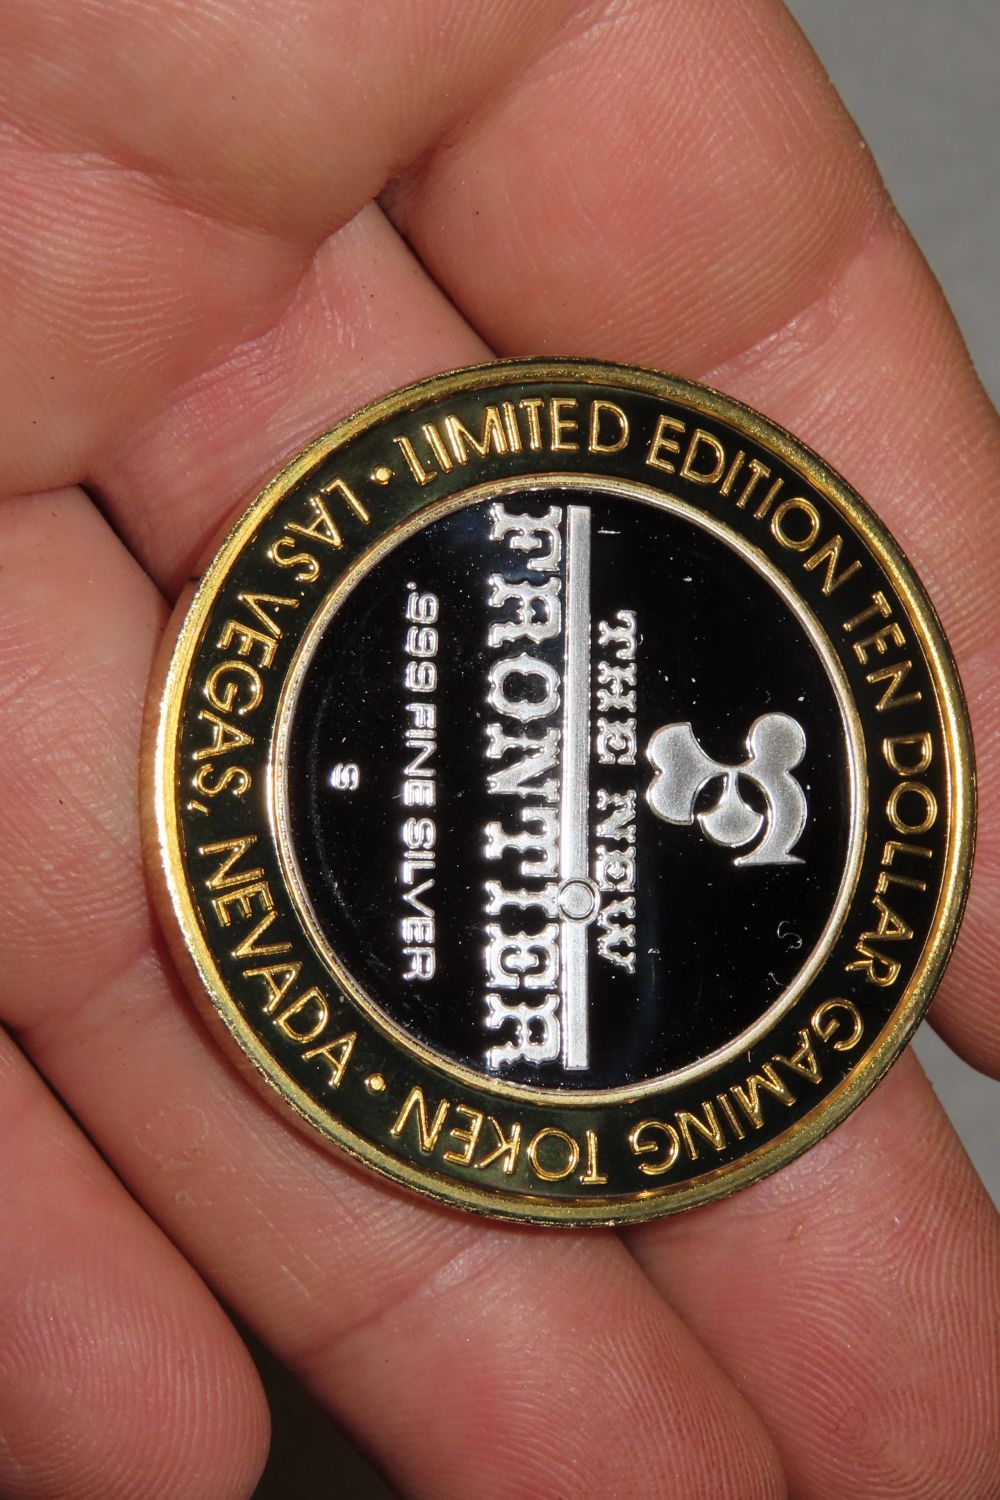 LIMITED EDITION TEN DOLLAR GAMING TOKEN
THE NEW
FRONTIER
.999 FINE SILVER
S
• LAS VEGAS, NEVADA •